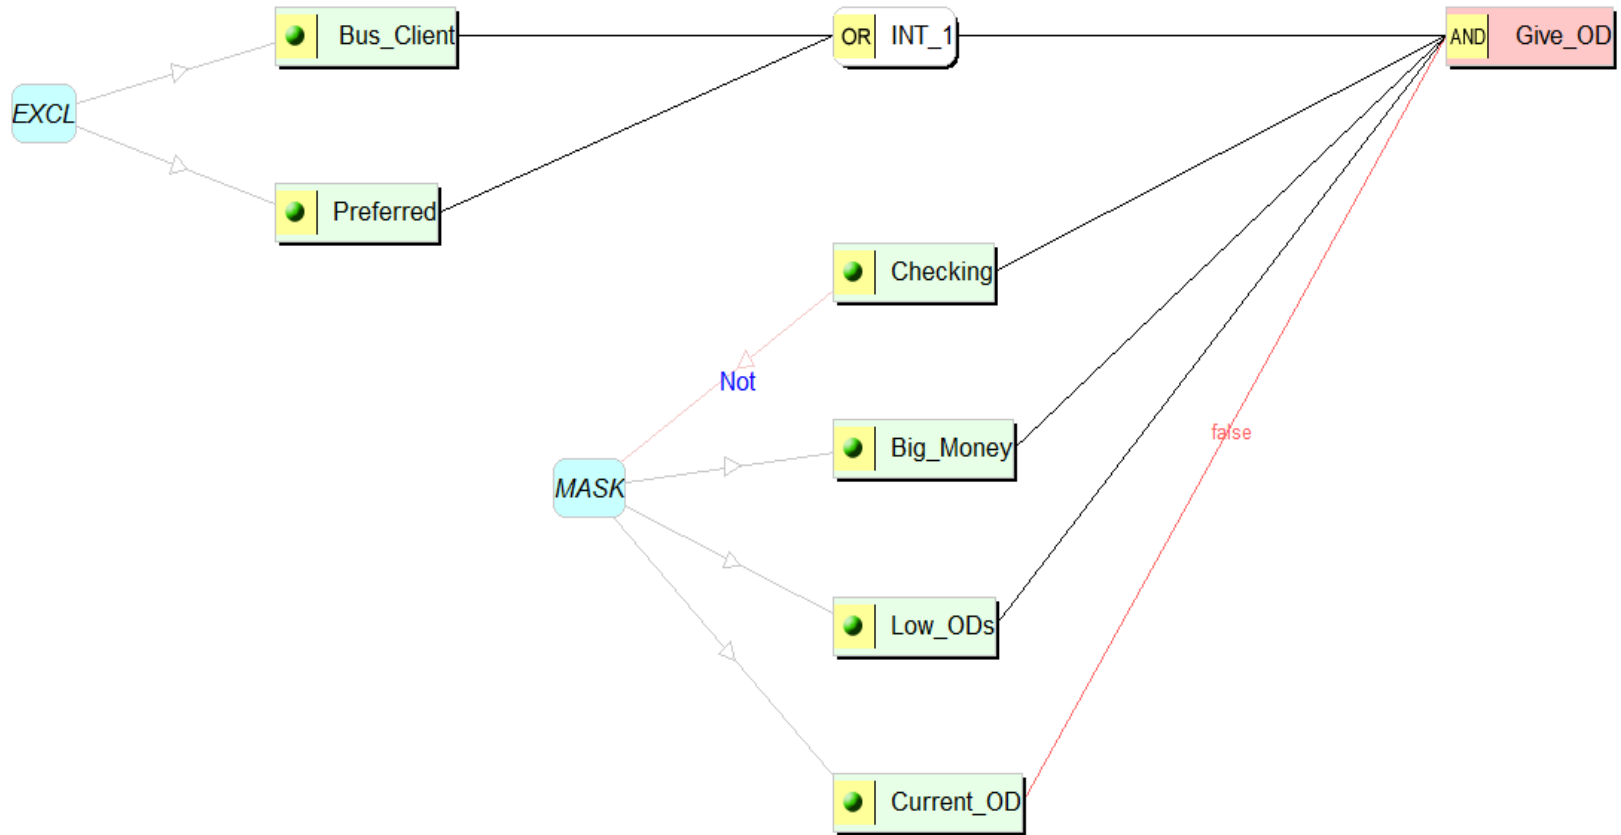 Bus_Client
OR INT_1
AND Give_OD
EXCL
Preferred
Checking
Not
false
Big_Money
MASK
Low_ODs
Current_OD